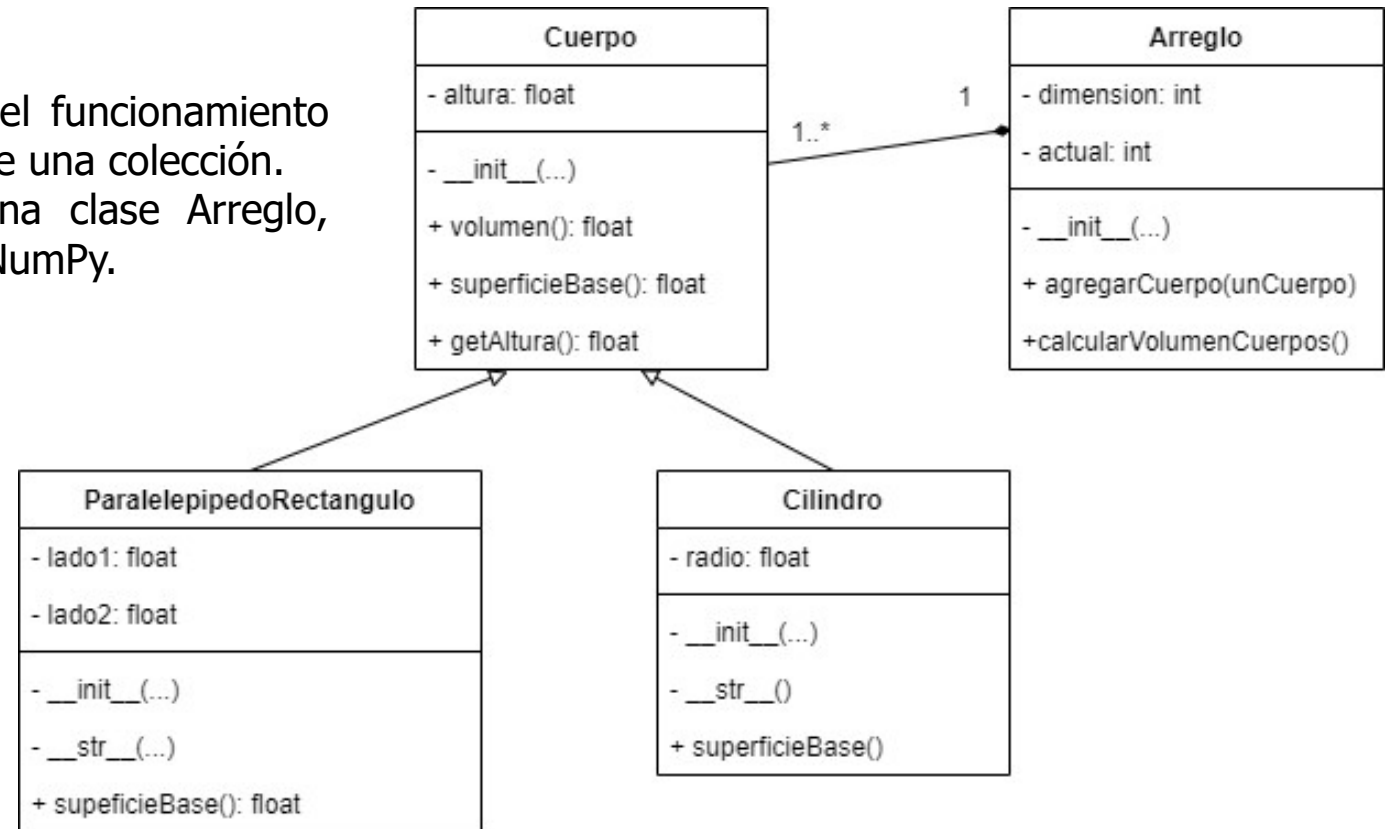 el funcionamiento
e una colección.
na clase Arreglo,
NumPy.
Cuerpo
- altura: float
- __init__(...)
+ volumen(): float
+ superficieBase(): float
+ getAltura(): float
1..*
1
Arreglo
- dimension: int
- actual: int
- __init__(...)
+ agregarCuerpo(unCuerpo)
+calcularVolumenCuerpos()
ParalelepipedoRectangulo
- lado1: float
- lado2: float
- __init__(...)
- __str__(...)
+ supeficieBase(): float
Cilindro
- radio: float
- __init__(...)
- __str__()
+ superficieBase()